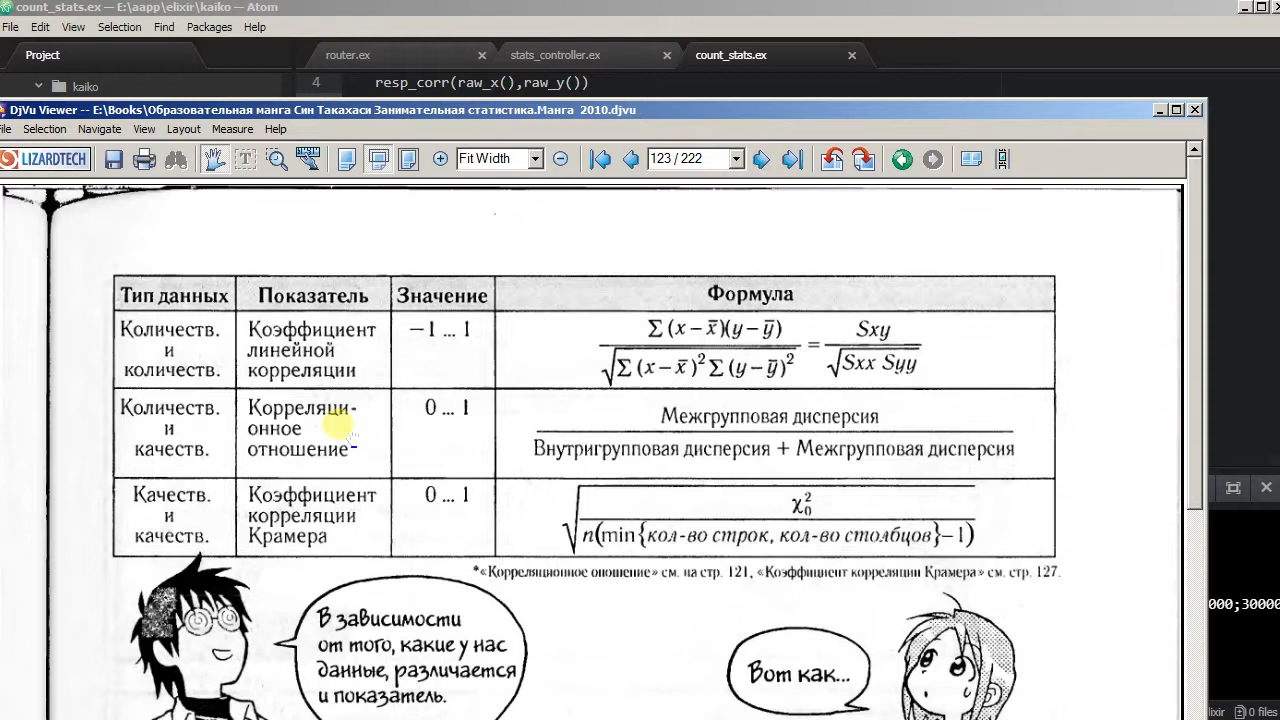 count_stats.ex — E:\aapp\elixir\kaiko — Atom
File Edit View Selection Find Packages Help
Project
router.ex
stats_controller.ex
count_stats.ex
kaiko
4
resp_corr(raw_x(),raw_y())
DjVu Viewer -- E:\Books\Образовательная манга Син Такахаси Занимательная статистика.Манга 2010.djvu
File Selection Navigate View Layout Measure Help
LIZARDTECH
T
Fit Width
123 / 222
Тип данных Показатель Значение Формула
Количеств.
и
количеств.
Коэффициент
линейной
корреляции
−1 ... 1
Σ (x − x̄)(y − ȳ)
√Σ (x − x̄)² Σ (y − ȳ)²
=
Sxy
√Sxx Syy
Количеств.
и
качеств.
Корреляци-
онное
отношение
0 ... 1
Межгрупповая дисперсия
Внутригрупповая дисперсия + Межгрупповая дисперсия
Качеств.
и
качеств.
Коэффициент
корреляции
Крамера
0 ... 1
√χ₀²
n(min{кол-во строк, кол-во столбцов}−1)
*«Корреляционное оношение» см. на стр. 121, «Коэффициент корреляции Крамера» см. стр. 127.
В зависимости
от того, какие у нас
данные, различается
и показатель.
Вот как...
000;30000
lixir
0 files